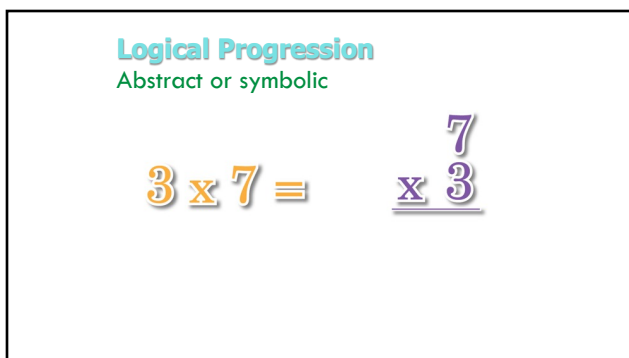 Logical Progression
Abstract or symbolic
3 x 7 =
7
x 3